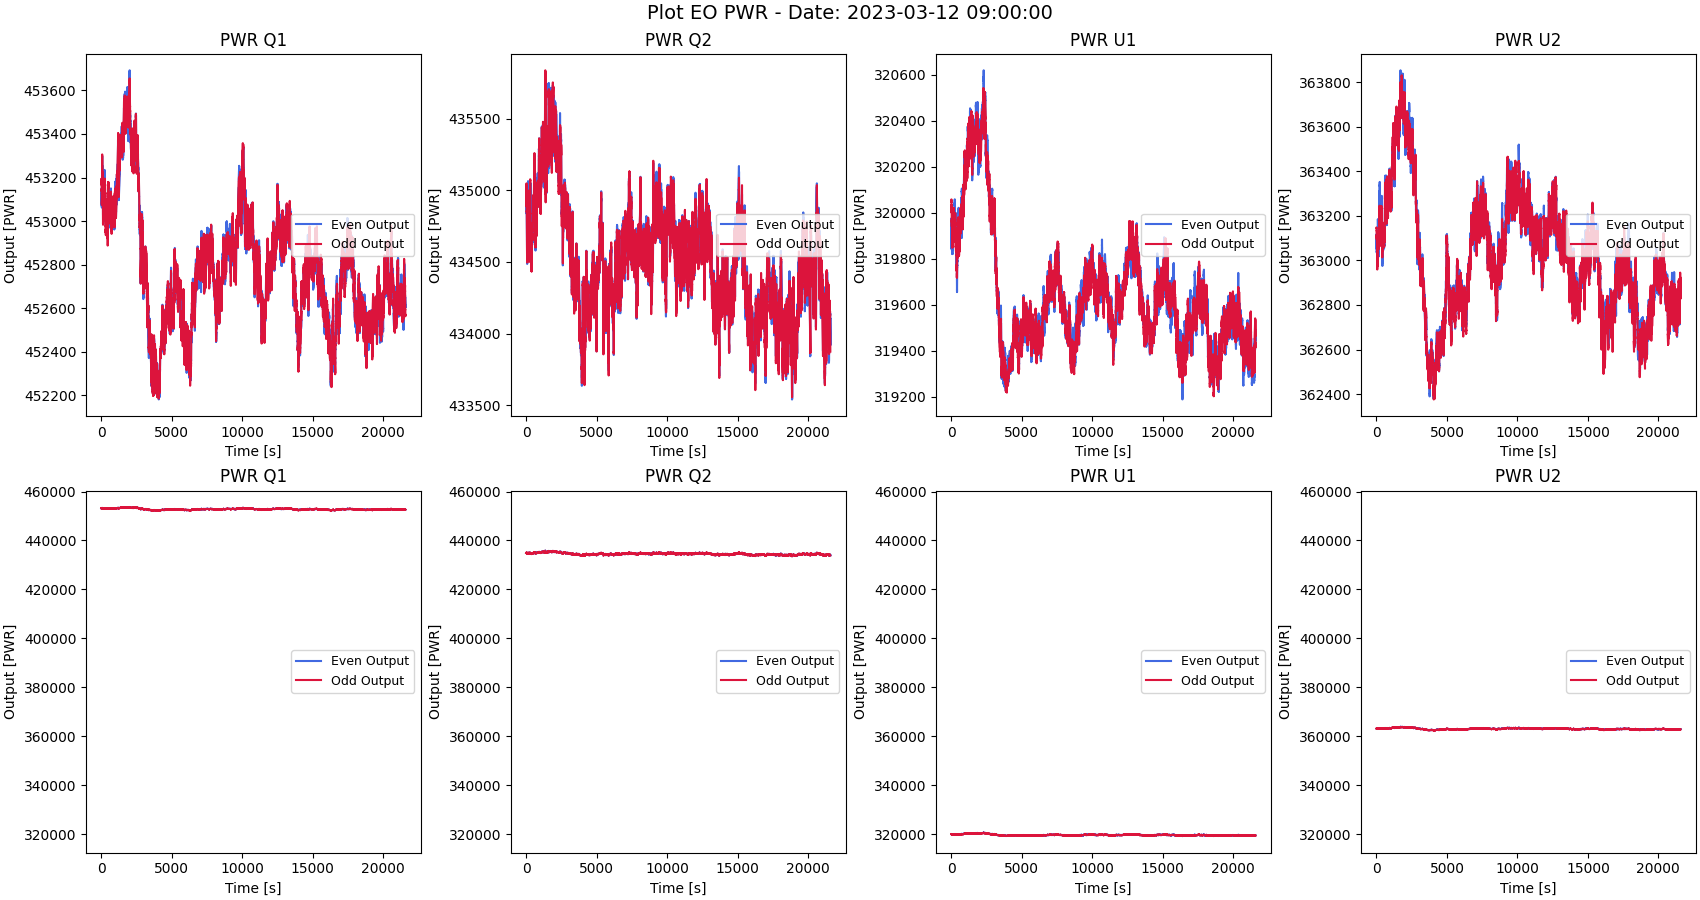 Plot EO PWR - Date: 2023-03-12 09:00:00
PWR Q1
Output [PWR]
453600
453400
453200
453000
452800
452600
452400
452200
0 5000 10000 15000 20000
Time [s]
Even Output
Odd Output
PWR Q2
Output [PWR]
435500
435000
434500
434000
433500
0 5000 10000 15000 20000
Time [s]
Even Output
Odd Output
PWR U1
Output [PWR]
320600
320400
320200
320000
319800
319600
319400
319200
0 5000 10000 15000 20000
Time [s]
Even Output
Odd Output
PWR U2
Output [PWR]
363800
363600
363400
363200
363000
362800
362600
362400
0 5000 10000 15000 20000
Time [s]
Even Output
Odd Output
PWR Q1
Output [PWR]
460000
440000
420000
400000
380000
360000
340000
320000
0 5000 10000 15000 20000
Time [s]
Even Output
Odd Output
PWR Q2
Output [PWR]
460000
440000
420000
400000
380000
360000
340000
320000
0 5000 10000 15000 20000
Time [s]
Even Output
Odd Output
PWR U1
Output [PWR]
460000
440000
420000
400000
380000
360000
340000
320000
0 5000 10000 15000 20000
Time [s]
Even Output
Odd Output
PWR U2
Output [PWR]
460000
440000
420000
400000
380000
360000
340000
320000
0 5000 10000 15000 20000
Time [s]
Even Output
Odd Output